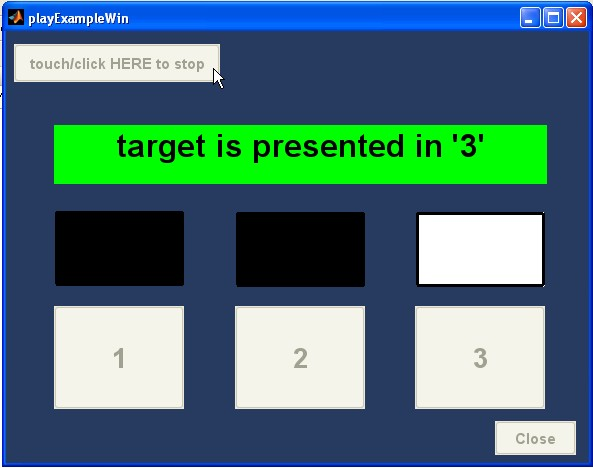 playExampleWin
touch/click HERE to stop
target is presented in '3'
1
2
3
Close